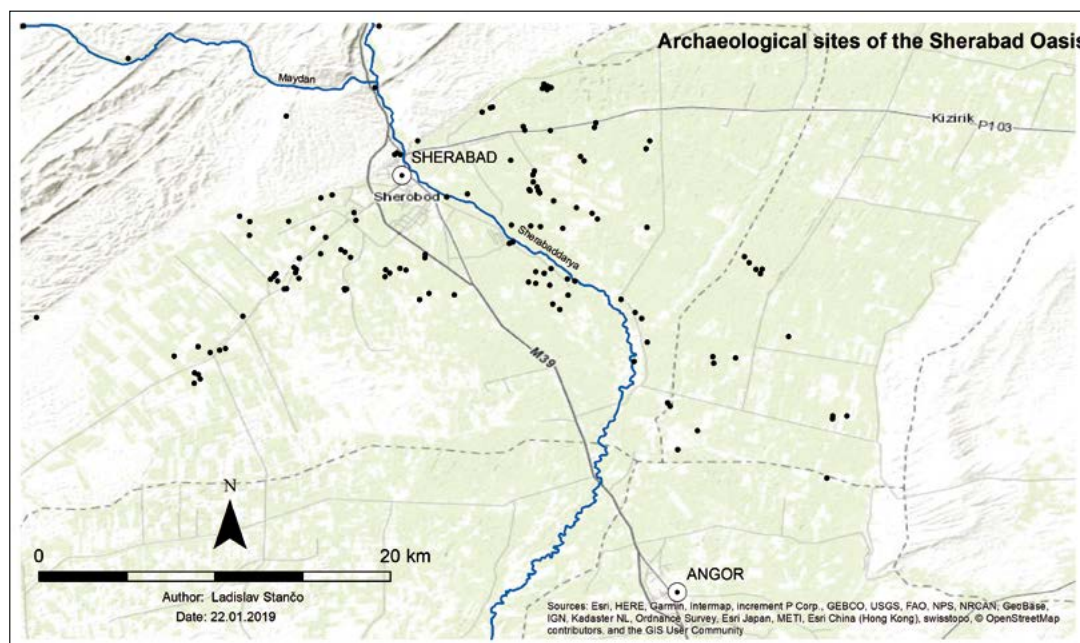 Archaeological sites of the Sherabad Oasis
Maydan
Kizirik
P103
SHERABAD
Sherobod
Sherabaddarya
M39
N
0
20 km
ANGOR
Author: Ladislav Stančo
Date: 22.01.2019
Sources: Esri, HERE, Garmin, Intermap, increment P Corp., GEBCO, USGS, FAO, NPS, NRCAN, GeoBase,
IGN, Kadaster NL, Ordnance Survey, Esri Japan, METI, Esri China (Hong Kong), swisstopo, © OpenStreetMap
contributors, and the GIS User Community